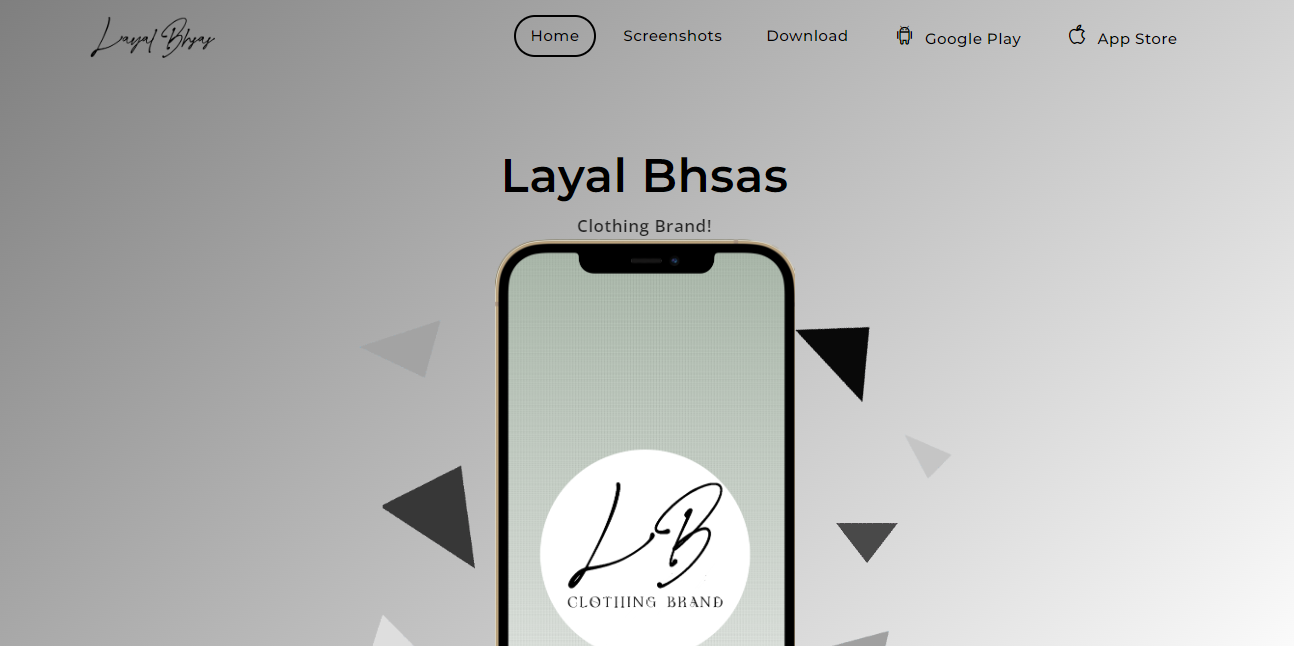 Layal Bhsas
Home
Screenshots
Download
Google Play
App Store
Layal Bhsas
Clothing Brand!
LB
CLOTHING BRAND